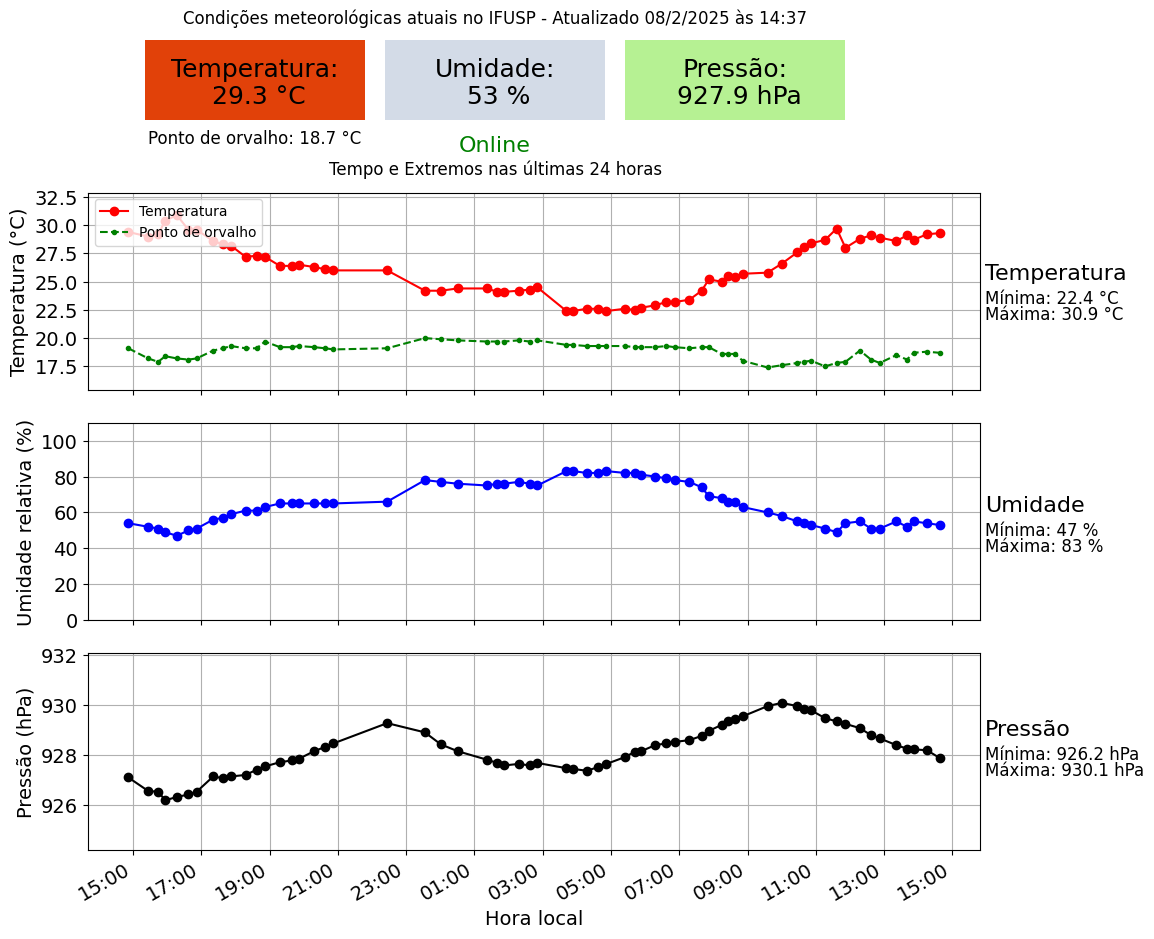 Condições meteorológicas atuais no IFUSP - Atualizado 08/2/2025 às 14:37
Temperatura:
29.3 °C
Umidade:
53 %
Pressão:
927.9 hPa
Ponto de orvalho: 18.7 °C
Online
Tempo e Extremos nas últimas 24 horas
Temperatura (°C)
32.5
30.0
27.5
25.0
22.5
20.0
17.5
Temperatura
Ponto de orvalho
Temperatura
Mínima: 22.4 °C
Máxima: 30.9 °C
Umidade relativa (%)
100
80
60
40
20
0
Umidade
Mínima: 47 %
Máxima: 83 %
Pressão (hPa)
932
930
928
926
Pressão
Mínima: 926.2 hPa
Máxima: 930.1 hPa
15:00 17:00 19:00 21:00 23:00 01:00 03:00 05:00 07:00 09:00 11:00 13:00 15:00
Hora local